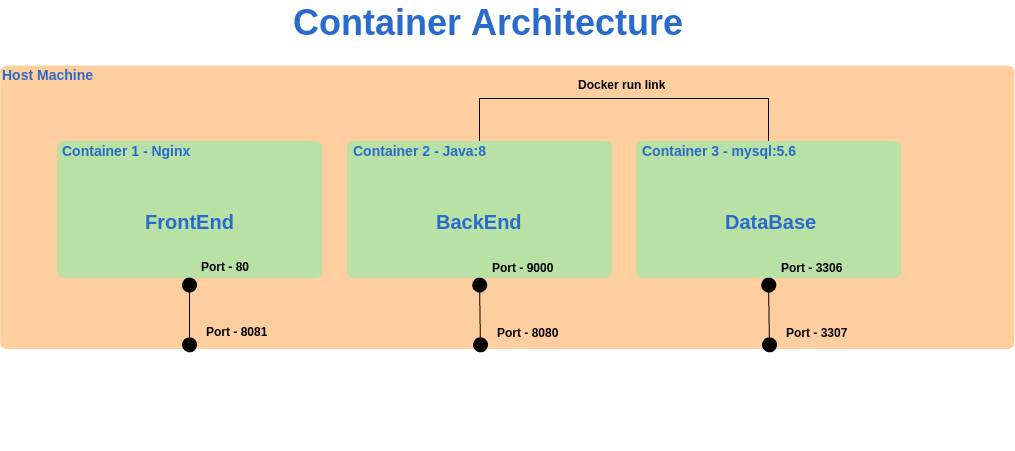 Container Architecture
Host Machine
Docker run link
Container 1 - Nginx
Container 2 - Java:8
Container 3 - mysql:5.6
FrontEnd
BackEnd
DataBase
Port - 80
Port - 9000
Port - 3306
Port - 8081
Port - 8080
Port - 3307